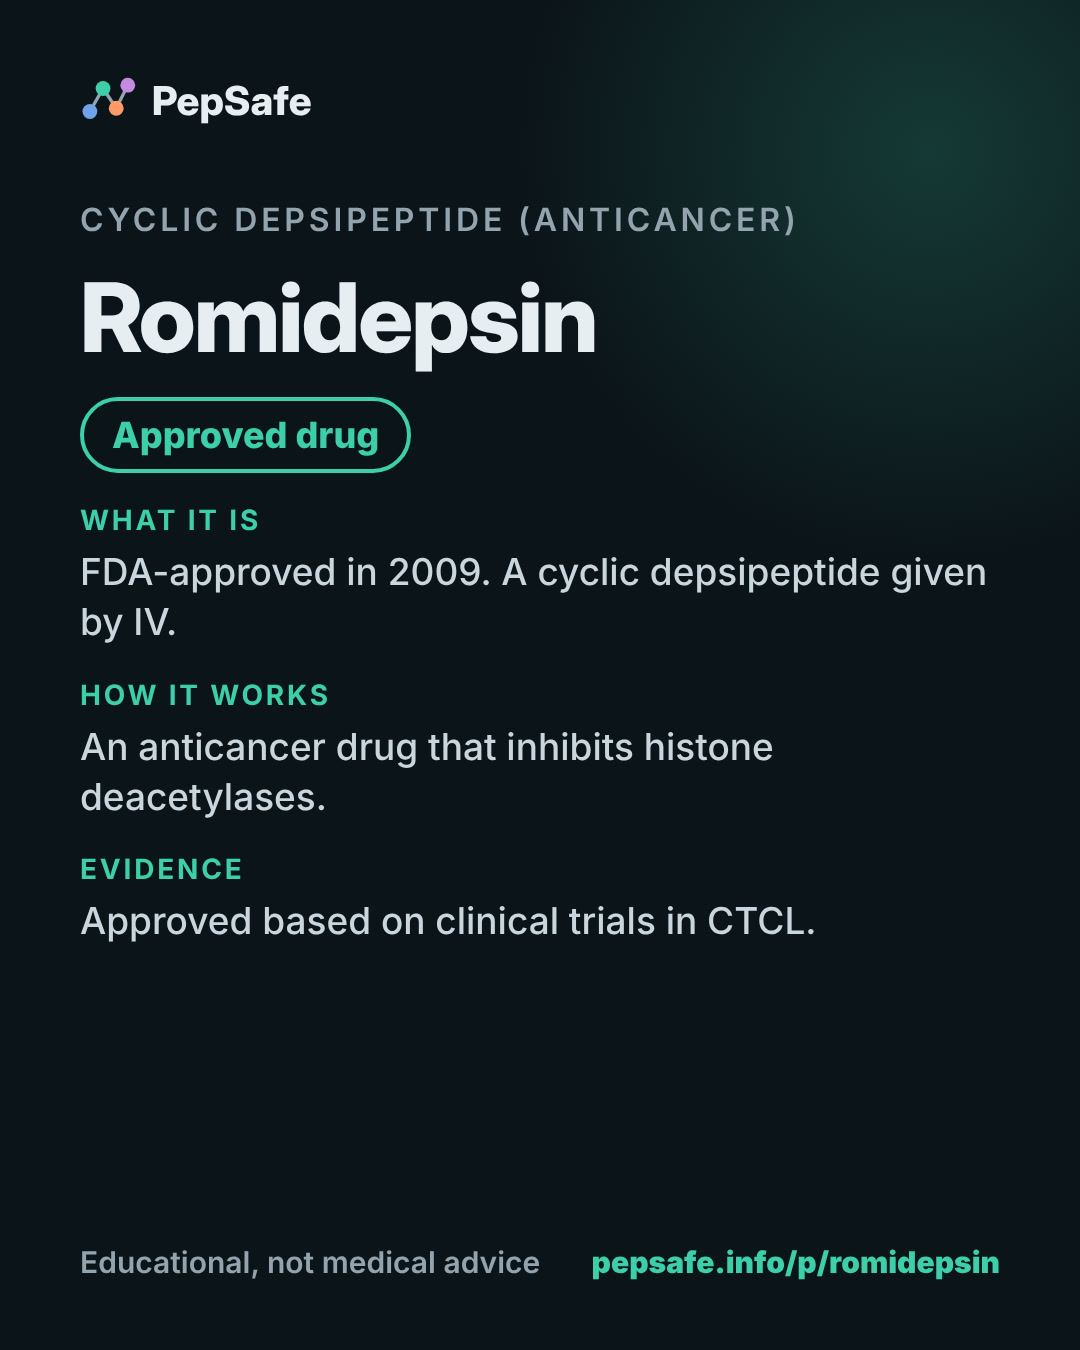 PepSafe
CYCLIC DEPSIPEPTIDE (ANTICANCER)
Romidepsin
Approved drug
WHAT IT IS
FDA-approved in 2009. A cyclic depsipeptide given
by IV.
HOW IT WORKS
An anticancer drug that inhibits histone
deacetylases.
EVIDENCE
Approved based on clinical trials in CTCL.
Educational, not medical advice
pepsafe.info/p/romidepsin